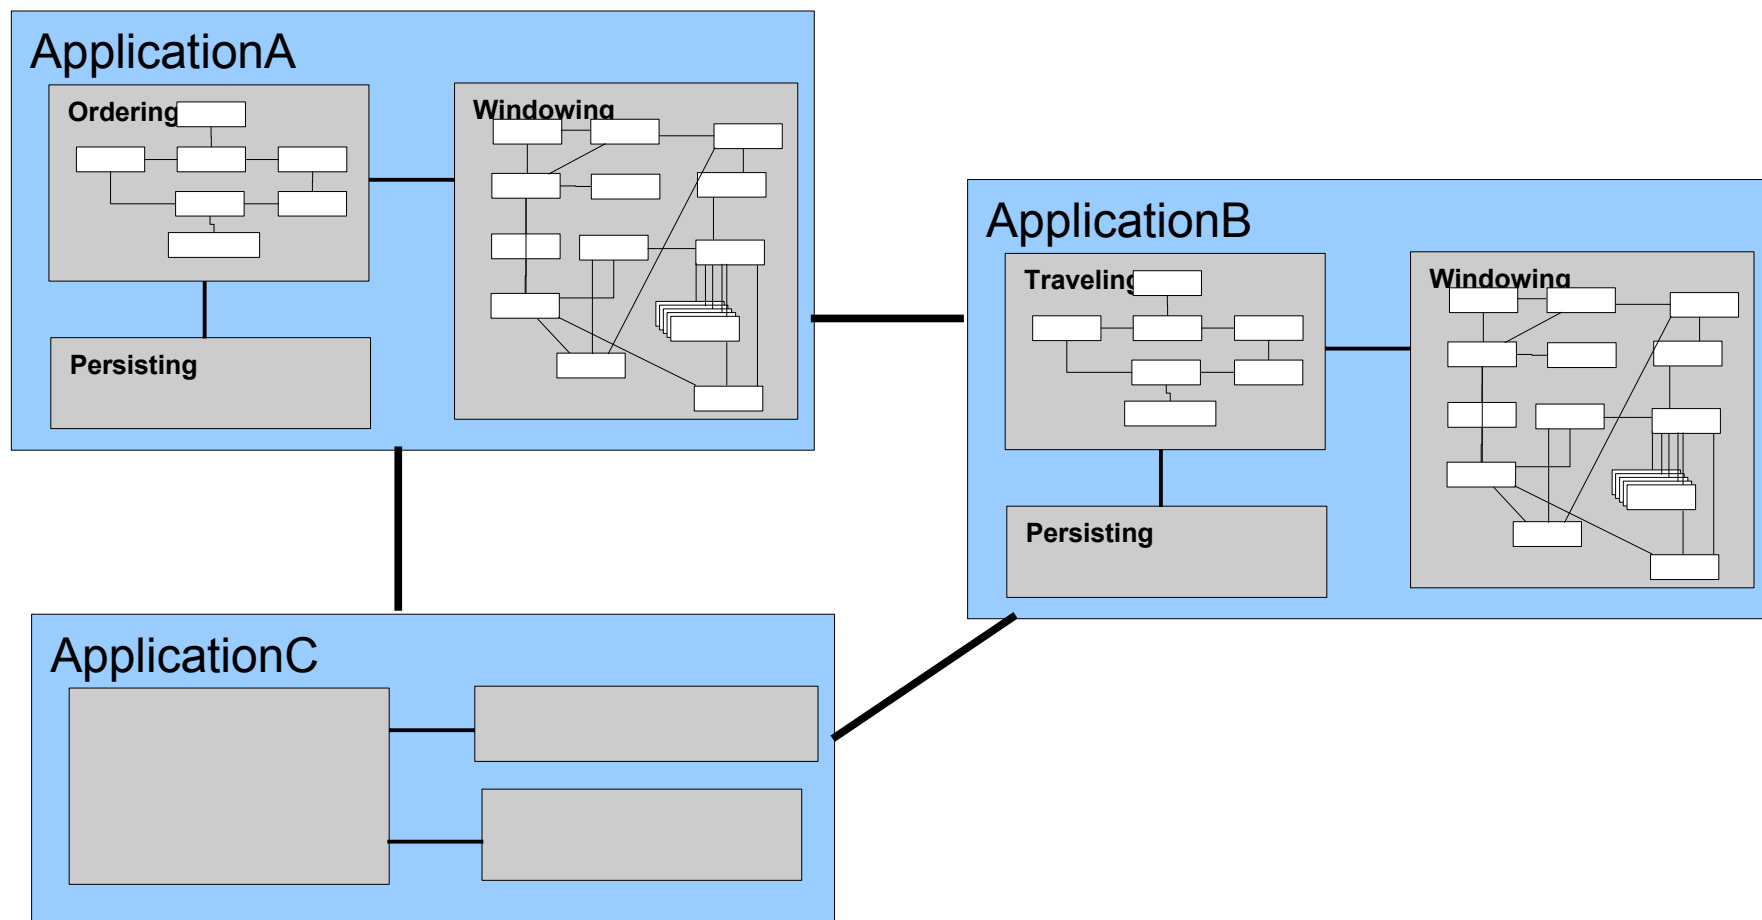 ApplicationA
Ordering
Windowing
Persisting
ApplicationB
Traveling
Windowing
Persisting
ApplicationC